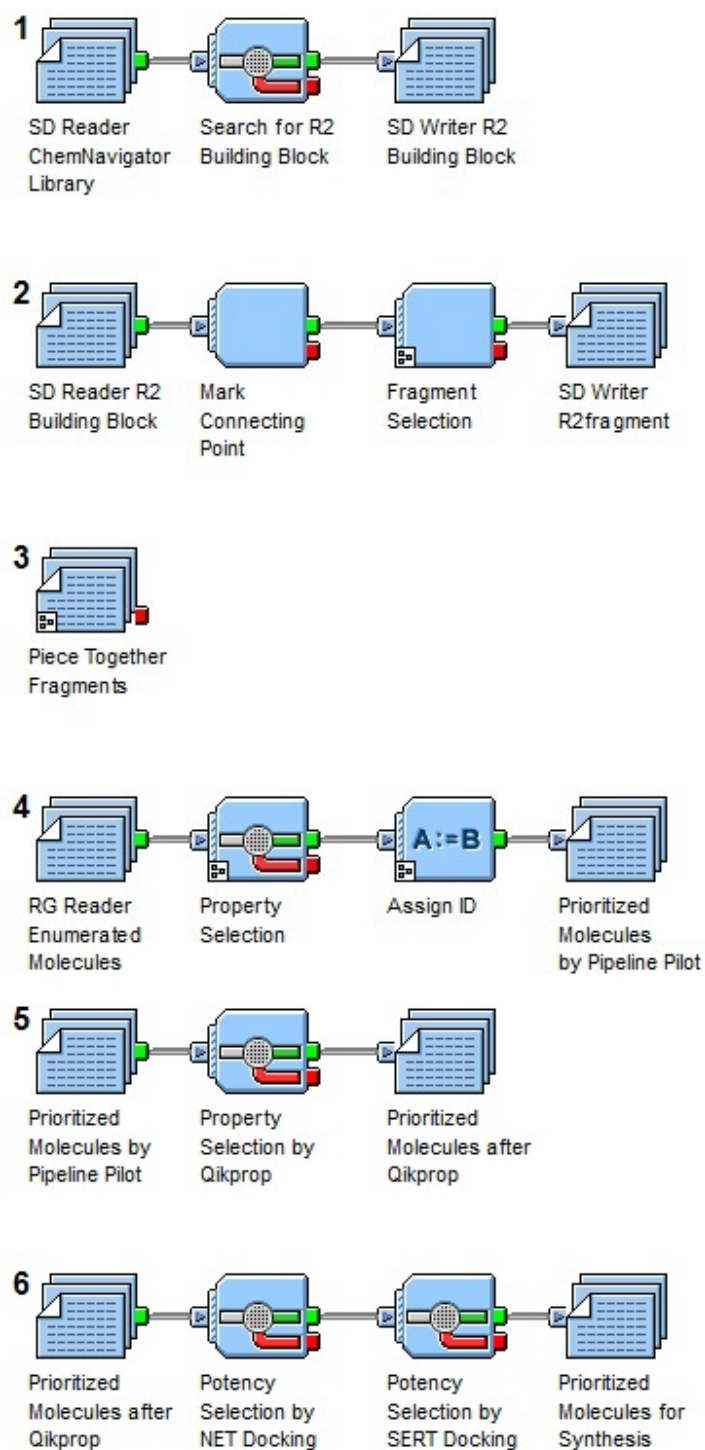 1
SD Reader
ChemNavigator
Library
Search for R2
Building Block
SD Writer R2
Building Block
2
SD Reader R2
Building Block
Mark
Connecting
Point
Fragment
Selection
SD Writer
R2fragment
3
Piece Together
Fragments
4
RG Reader
Enumerated
Molecules
Property
Selection
A:=B
Assign ID
Prioritized
Molecules
by Pipeline Pilot
5
Prioritized
Molecules by
Pipeline Pilot
Property
Selection by
Qikprop
Prioritized
Molecules after
Qikprop
6
Prioritized
Molecules after
Qikprop
Potency
Selection by
NET Docking
Potency
Selection by
SERT Docking
Prioritized
Molecules for
Synthesis